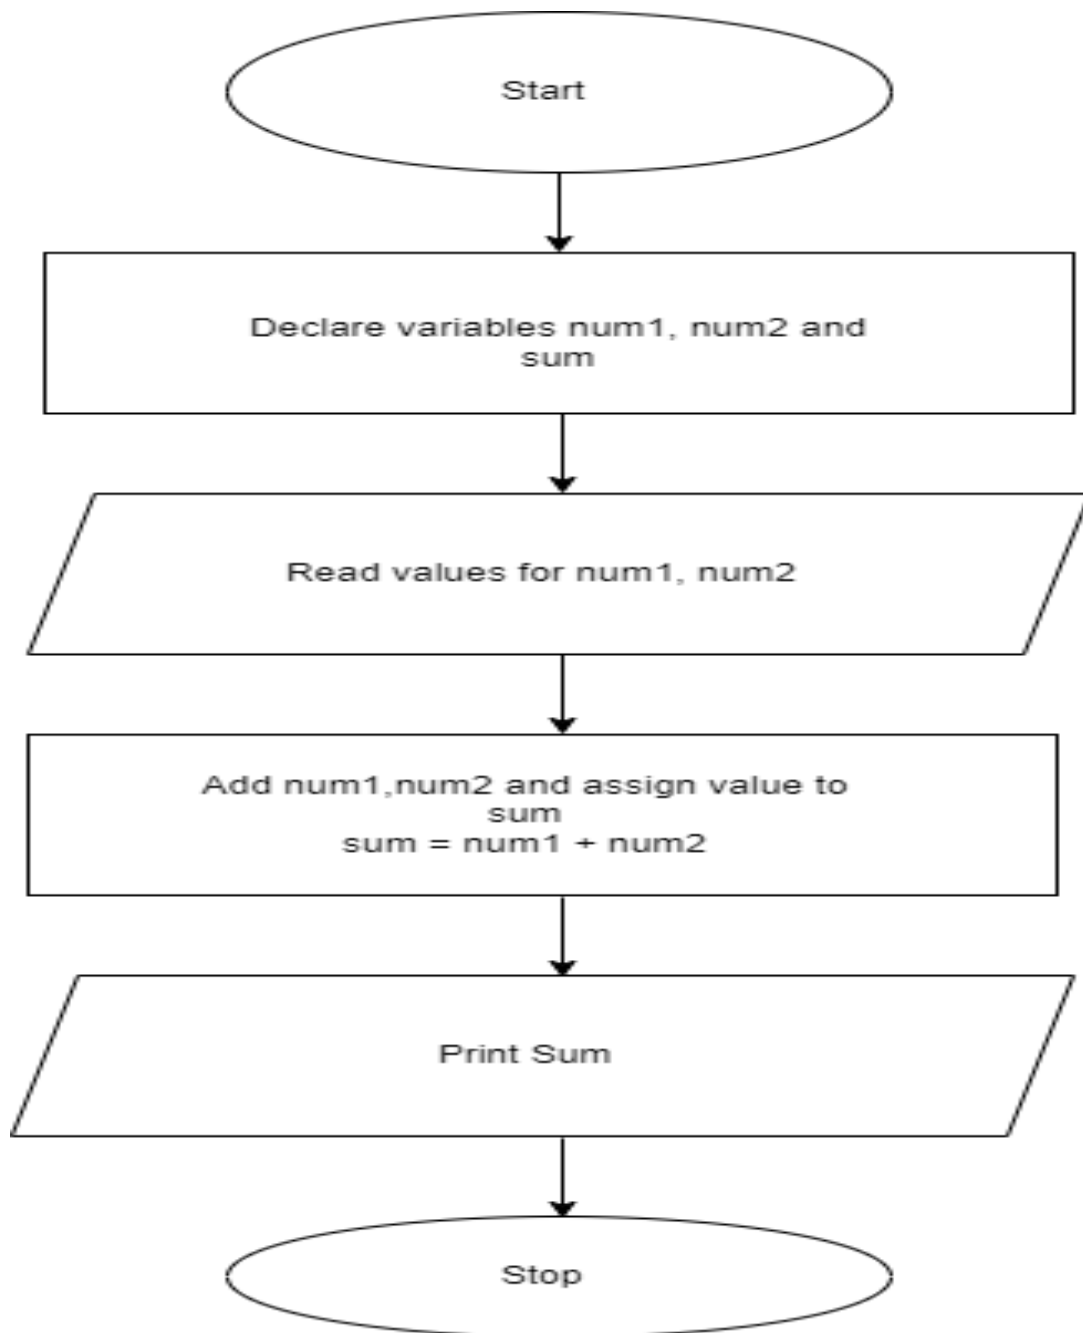 Start
Declare variables num1, num2 and
sum
Read values for num1, num2
Add num1,num2 and assign value to
sum
sum = num1 + num2
Print Sum
Stop